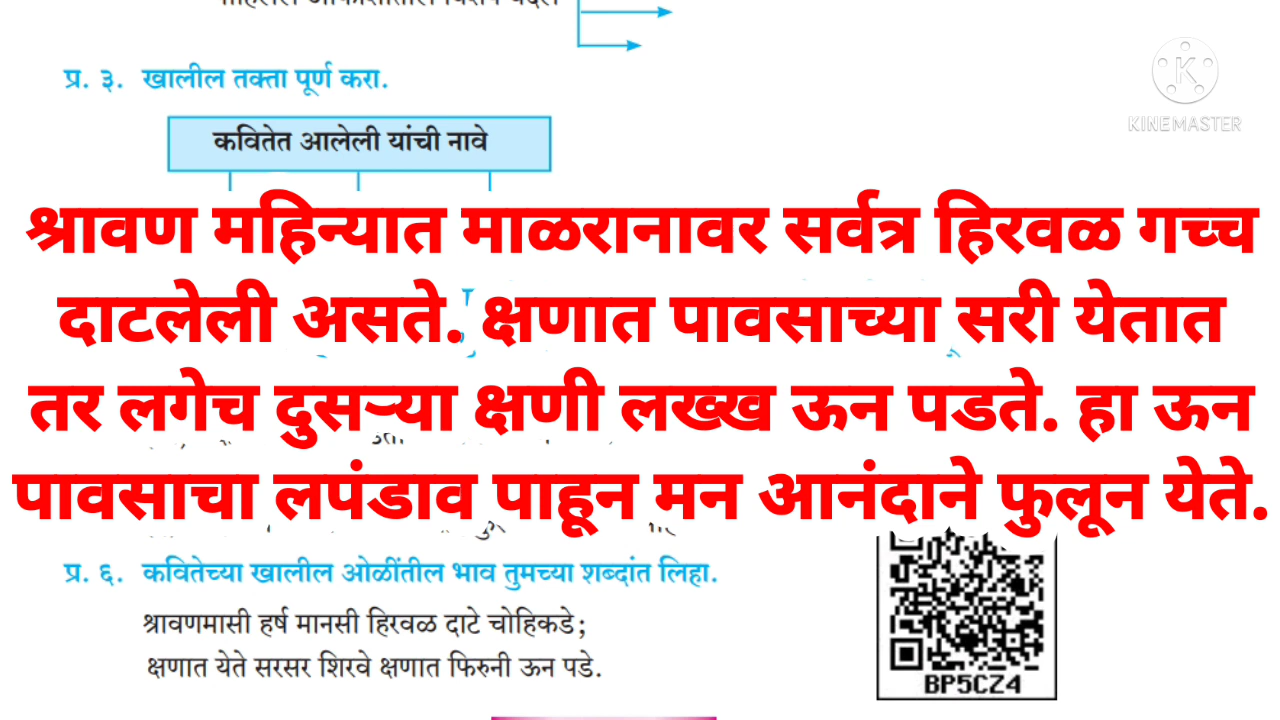 प्र. ३. खालील तक्ता पूर्ण करा.
KINEMASTER
कवितेत आलेली यांची नावे
श्रावण महिन्यात माळरानावर सर्वत्र हिरवळ गच्च
दाटलेली असते. क्षणात पावसाच्या सरी येतात
तर लगेच दुसऱ्या क्षणी लख्ख ऊन पडते. हा ऊन
पावसाचा लपंडाव पाहून मन आनंदाने फुलून येते.
प्र. ६. कवितेच्या खालील ओळींतील भाव तुमच्या शब्दांत लिहा.
श्रावणमासी हर्ष मानसी हिरवळ दाटे चोहिकडे;
क्षणात येते सरसर शिरवे क्षणात फिरुनी ऊन पडे.
BP5CZ4